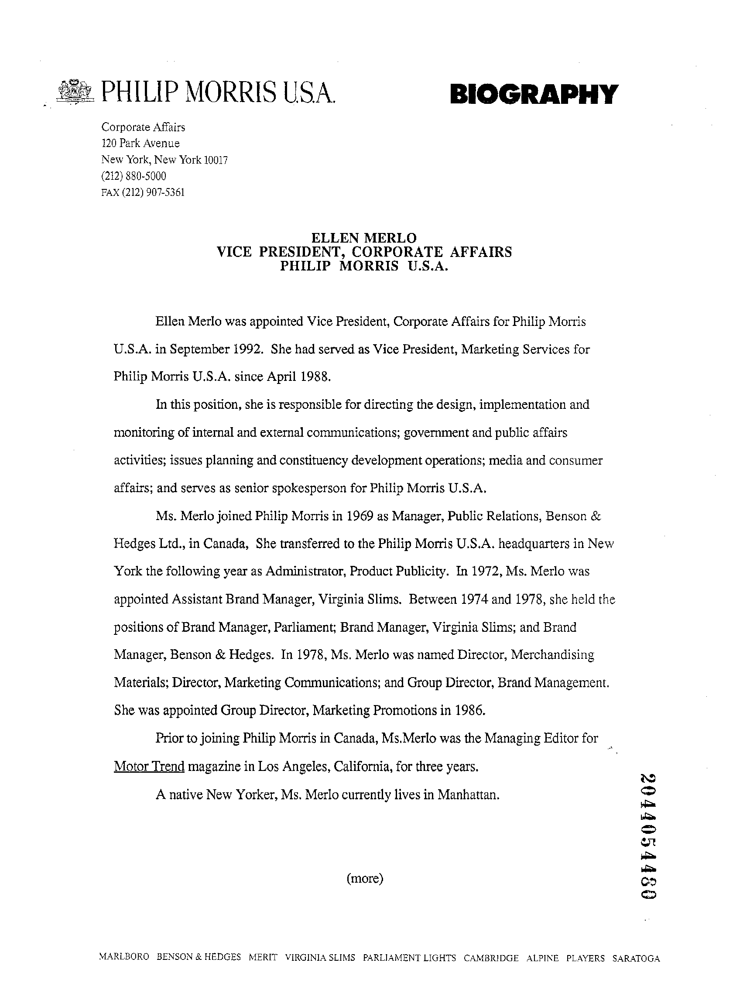 PHILIP MORRIS U.S.A.
BIOGRAPHY
Corporate Affairs
120 Park Avenue
New York, New York 10017
(212) 880-5000
FAX (212) 907-5361
ELLEN MERLO
VICE PRESIDENT, CORPORATE AFFAIRS
PHILIP MORRIS U.S.A.
Ellen Merlo was appointed Vice President, Corporate Affairs for Philip Morris
U.S.A. in September 1992. She had served as Vice President, Marketing Services for
Philip Morris U.S.A. since April 1988.
In this position, she is responsible for directing the design, implementation and
monitoring of internal and external communications; government and public affairs
activities; issues planning and constituency development operations; media and consumer
affairs; and serves as senior spokesperson for Philip Morris U.S.A.
Ms. Merlo joined Philip Morris in 1969 as Manager, Public Relations, Benson &
Hedges Ltd., in Canada, She transferred to the Philip Morris U.S.A. headquarters in New
York the following year as Administrator, Product Publicity. In 1972, Ms. Merlo was
appointed Assistant Brand Manager, Virginia Slims. Between 1974 and 1978, she held the
positions of Brand Manager, Parliament; Brand Manager, Virginia Slims; and Brand
Manager, Benson & Hedges. In 1978, Ms. Merlo was named Director, Merchandising
Materials; Director, Marketing Communications; and Group Director, Brand Management.
She was appointed Group Director, Marketing Promotions in 1986.
Prior to joining Philip Morris in Canada, Ms.Merlo was the Managing Editor for
Motor Trend magazine in Los Angeles, California, for three years.
A native New Yorker, Ms. Merlo currently lives in Manhattan.
(more)
2044054480
MARLBORO BENSON & HEDGES MERIT VIRGINIA SLIMS PARLIAMENT LIGHTS CAMBRIDGE ALPINE PLAYERS SARATOGA